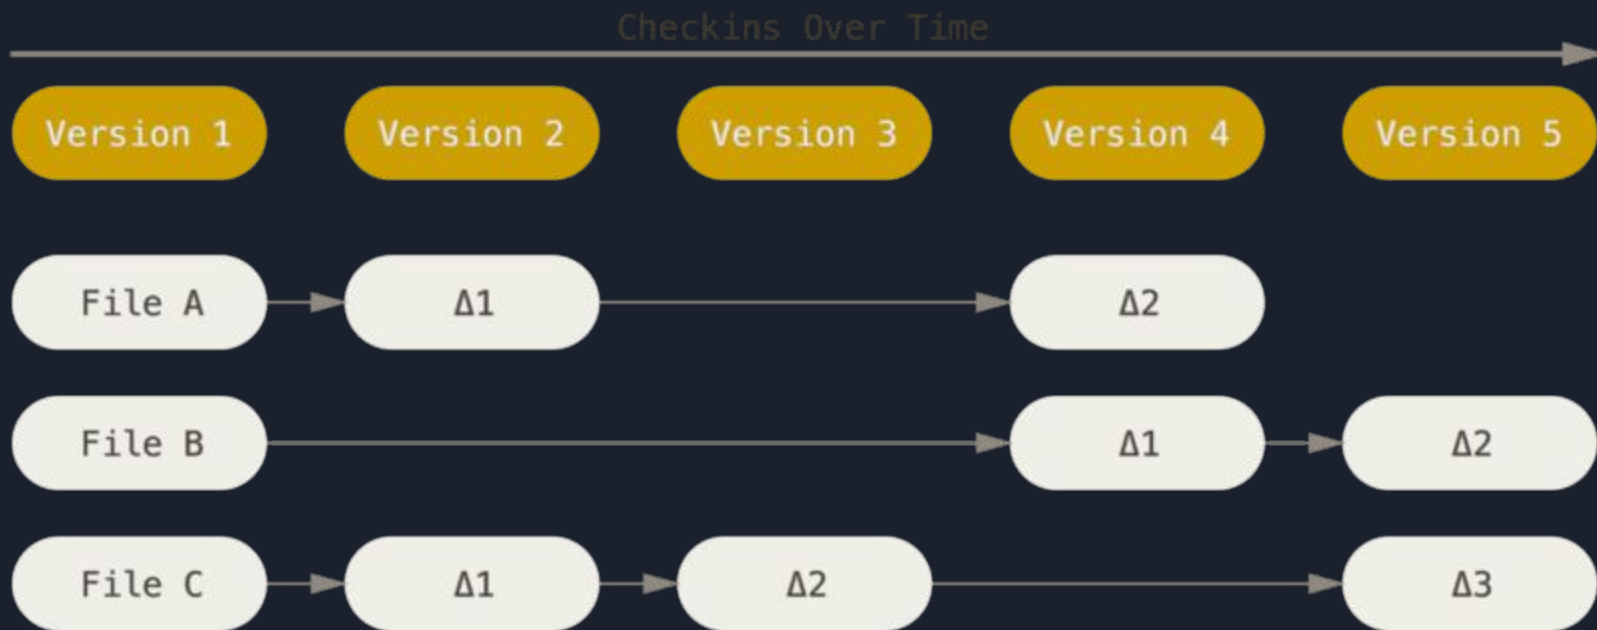 Checkins Over Time
Version 1 Version 2 Version 3 Version 4 Version 5
File A Δ1 Δ2
File B Δ1 Δ2
File C Δ1 Δ2 Δ3